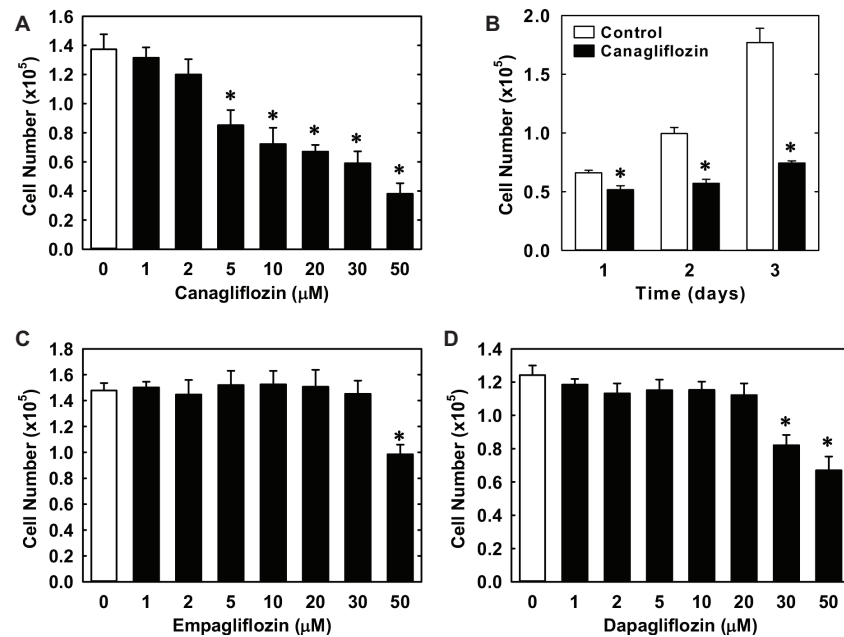 A
Cell Number (x10⁵)
1.6
1.4
1.2
1.0
0.8
0.6
0.4
0.2
0.0
* * * * *
0 1 2 5 10 20 30 50
Canagliflozin (μM)
B
Cell Number (x10⁵)
2.0
1.5
1.0
0.5
0.0
Control
Canagliflozin
* * *
1 2 3
Time (days)
C
Cell Number (x10⁵)
1.8
1.6
1.4
1.2
1.0
0.8
0.6
0.4
0.2
0.0
*
0 1 2 5 10 20 30 50
Empagliflozin (μM)
D
Cell Number (x10⁵)
1.4
1.2
1.0
0.8
0.6
0.4
0.2
0.0
* *
0 1 2 5 10 20 30 50
Dapagliflozin (μM)